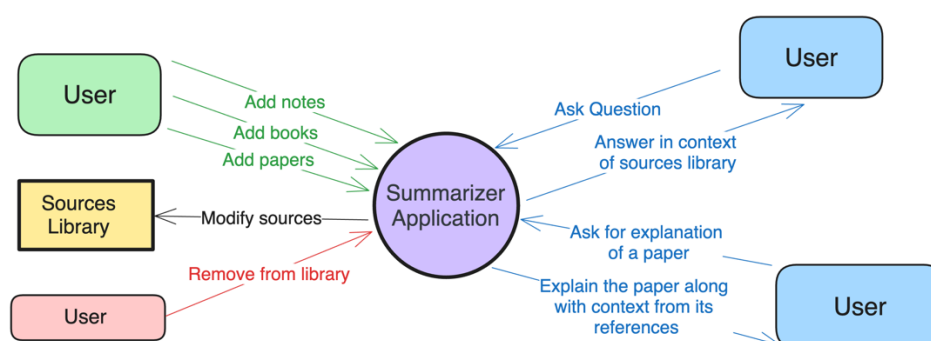 User
Add notes
Add books
Add papers
Sources
Library
Modify sources
Remove from library
User
Summarizer
Application
User
Ask Question
Answer in context
of sources library
Ask for explanation
of a paper
Explain the paper along
with context from its
references
User